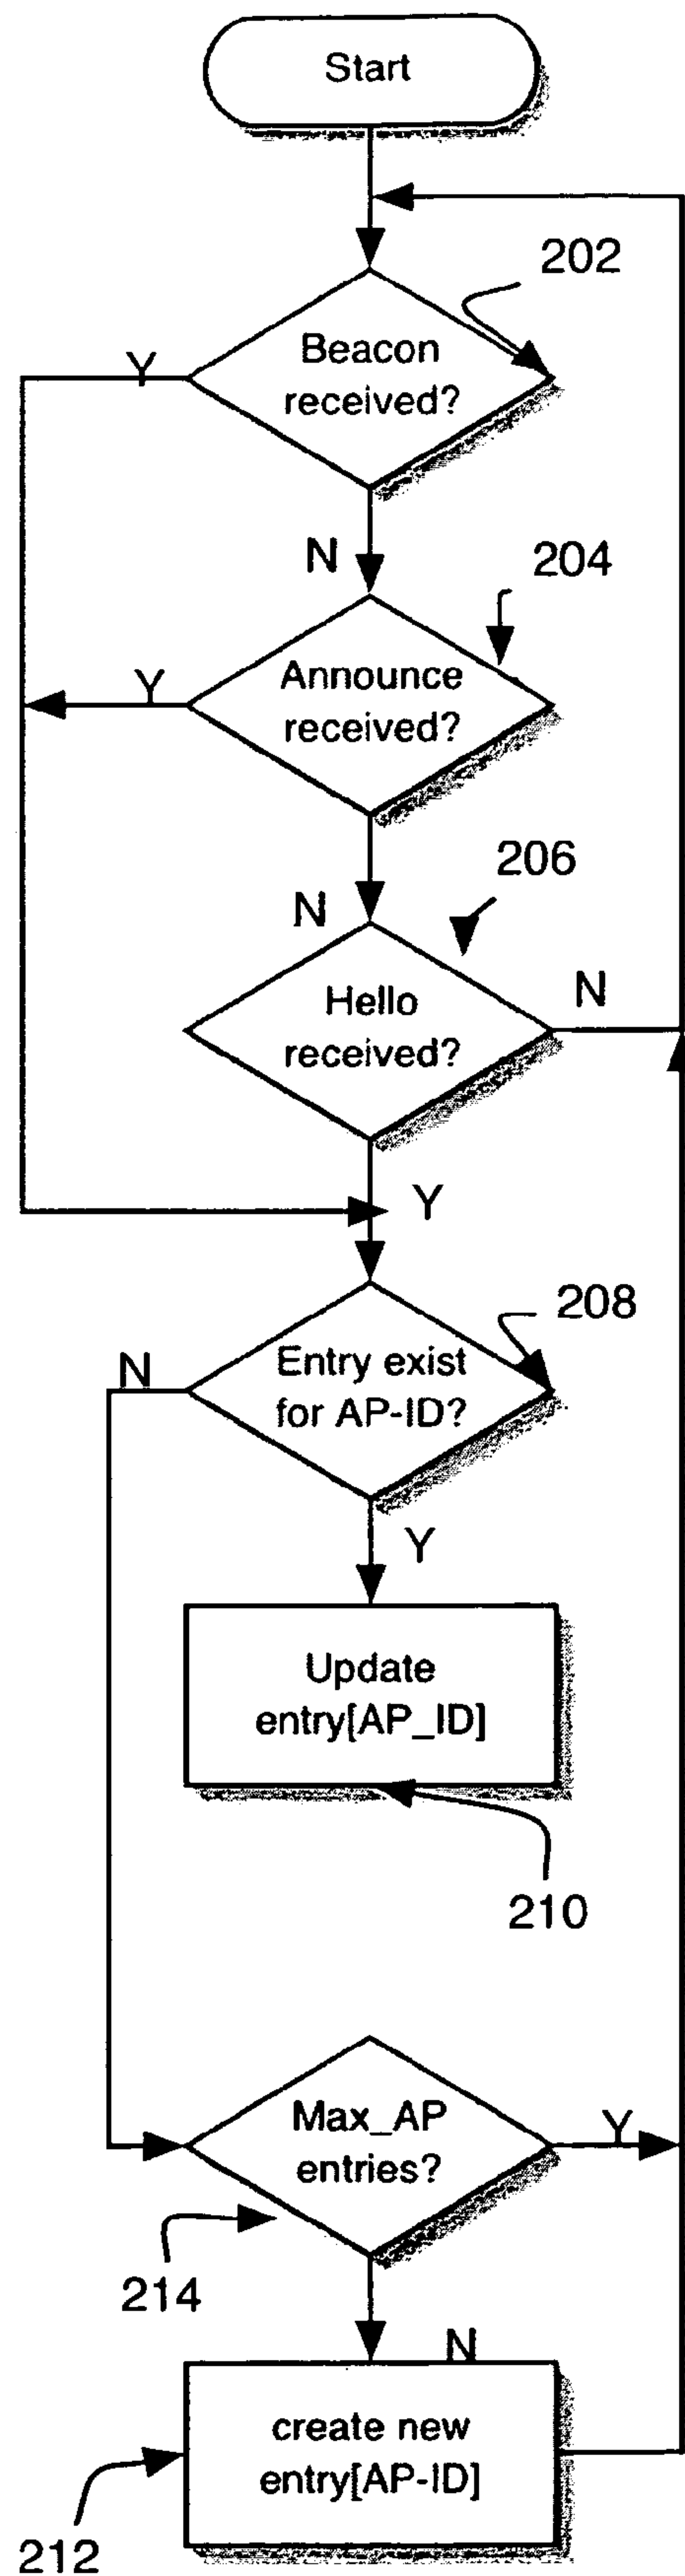 Start
202
Beacon
received?
Y
N
204
Announce
received?
Y
206
N
Hello
received?
N
Y
208
Entry exist
for AP-ID?
N
Y
Update
entry[AP_ID]
210
Max_AP
entries?
Y
214
N
create new
entry[AP-ID]
212